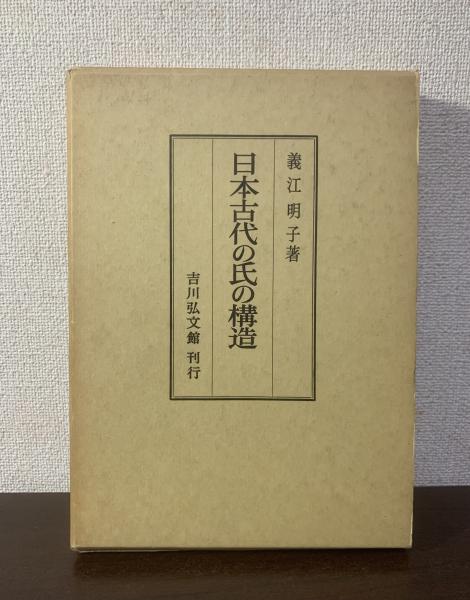 義江明子著
日本古代の氏の構造
吉川弘文館 刊行